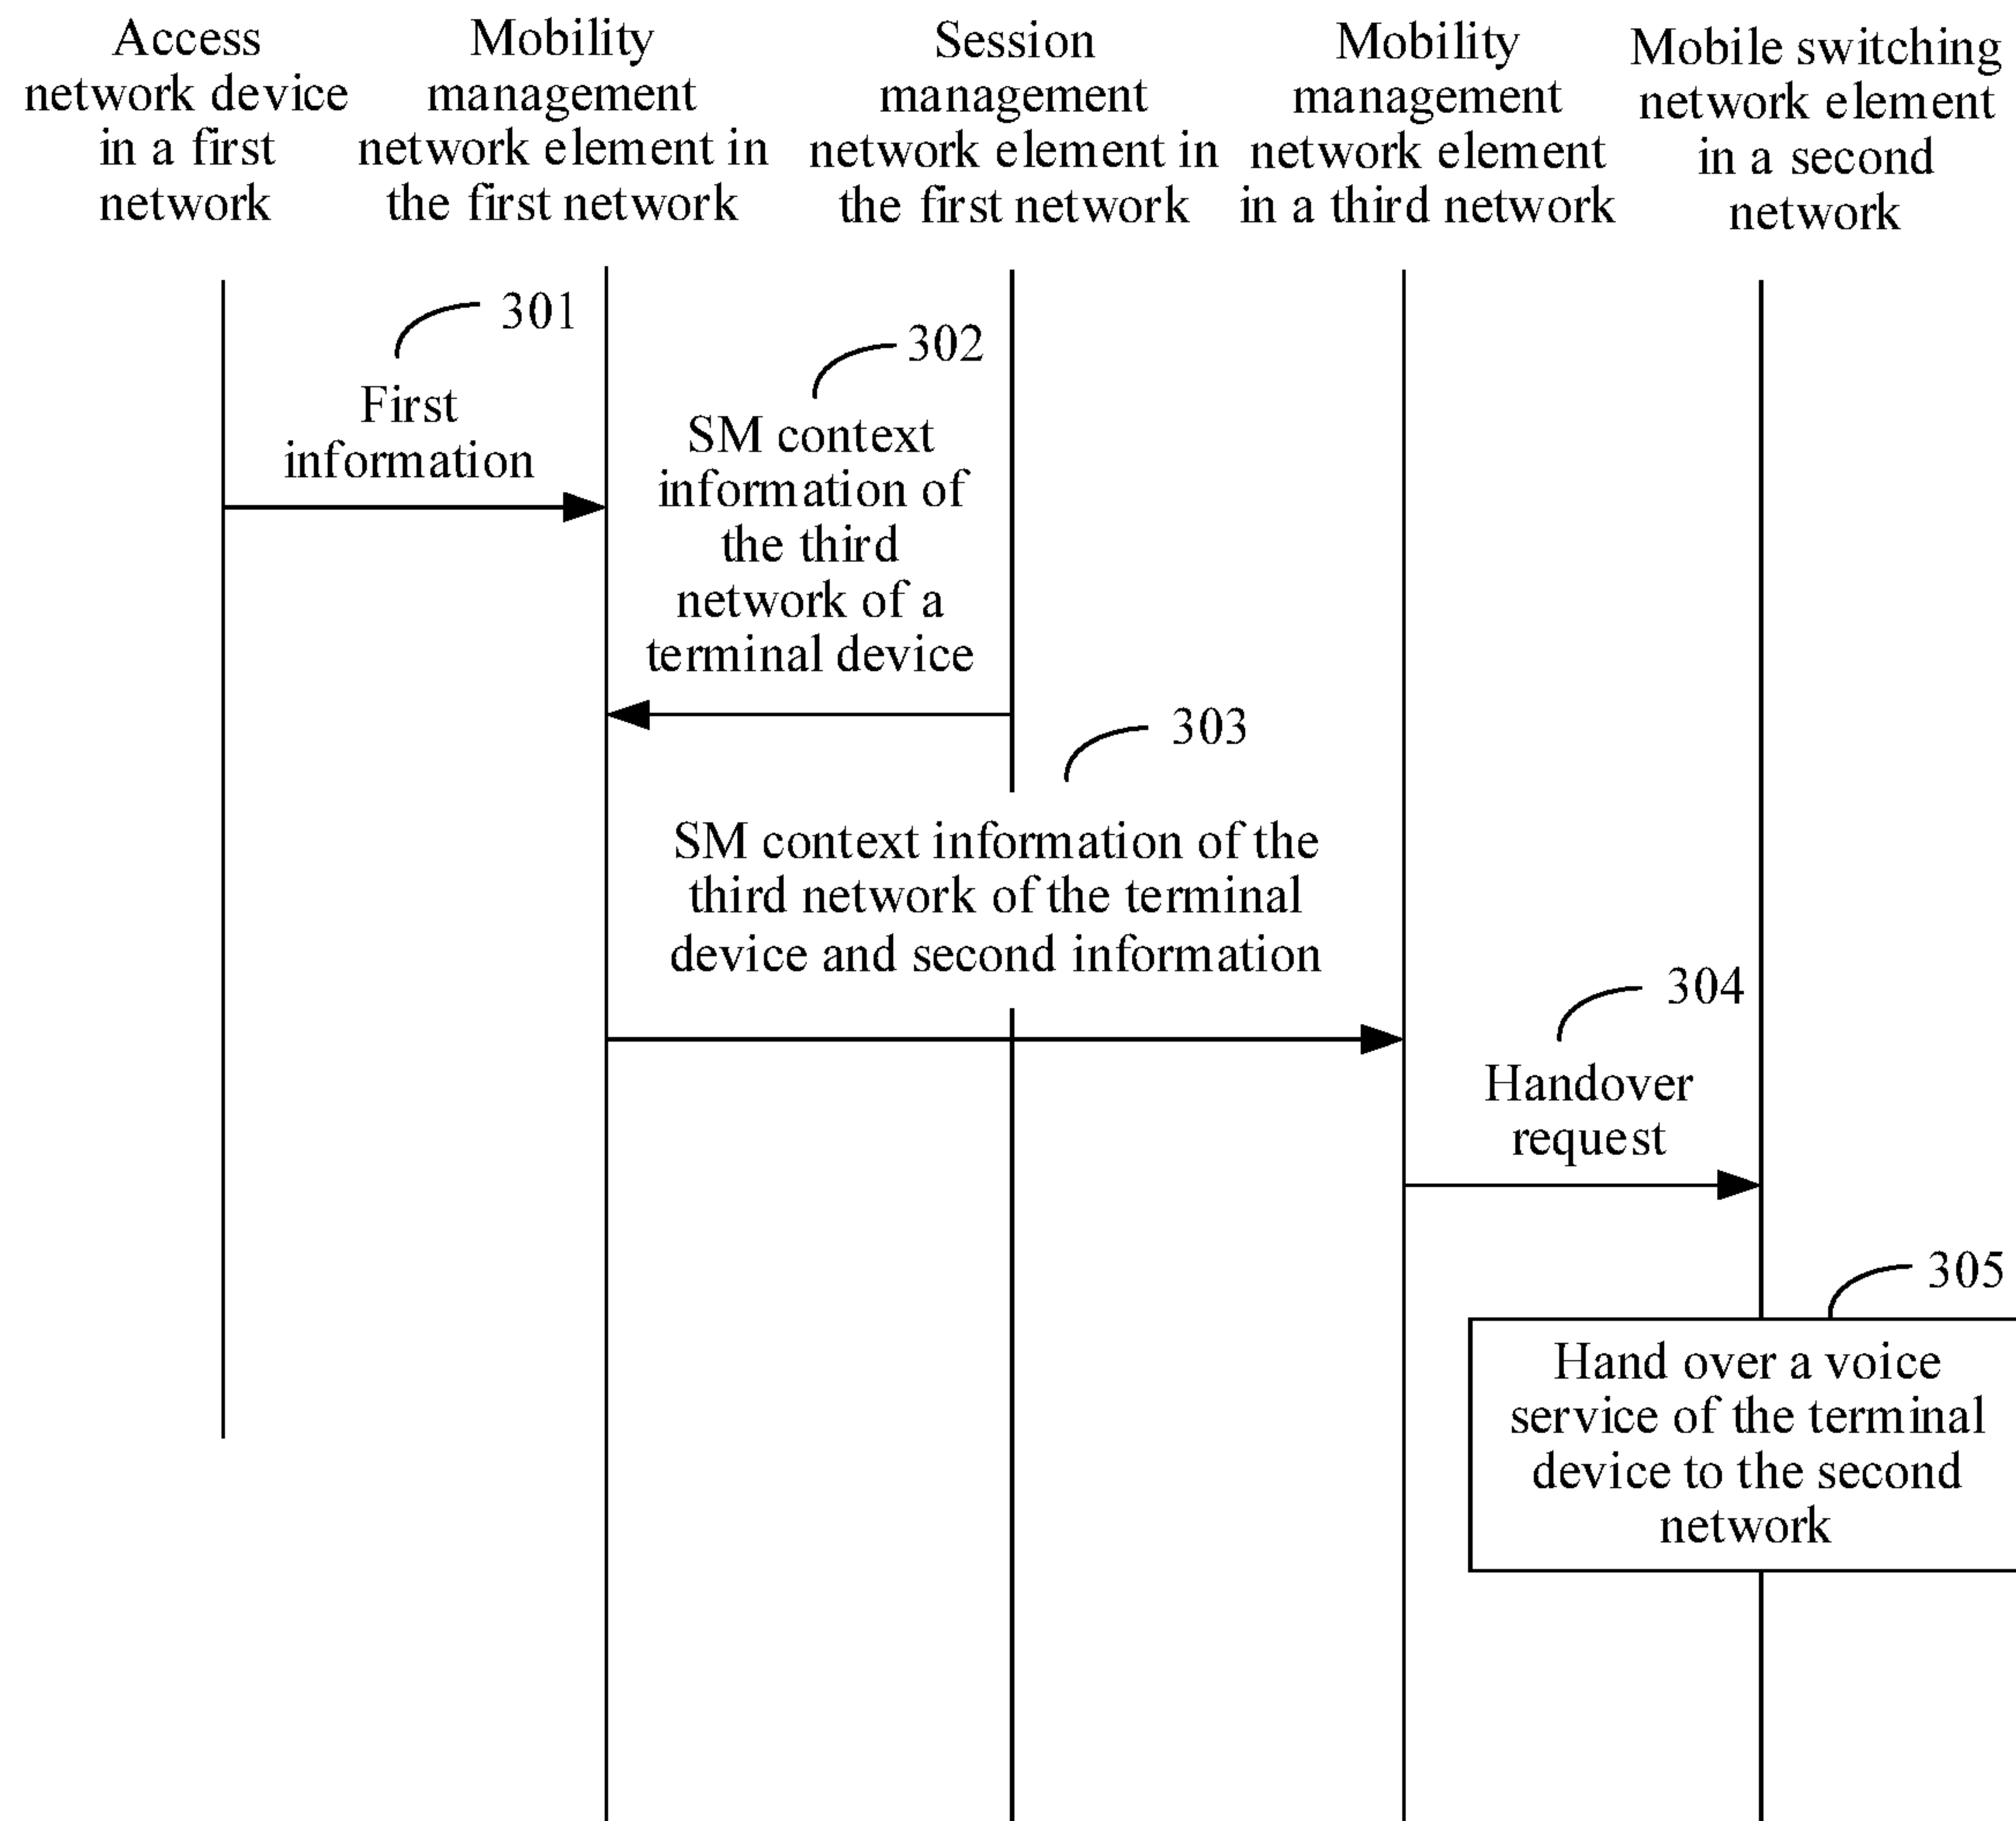 Access
network device
in a first
network
Mobility
management
network element in
the first network
Session
management
network element in
the first network
Mobility
management
network element
in a third network
Mobile switching
network element
in a second
network
301
First
information
302
SM context
information of
the third
network of a
terminal device
303
SM context information of the
third network of the terminal
device and second information
304
Handover
request
305
Hand over a voice
service of the terminal
device to the second
network